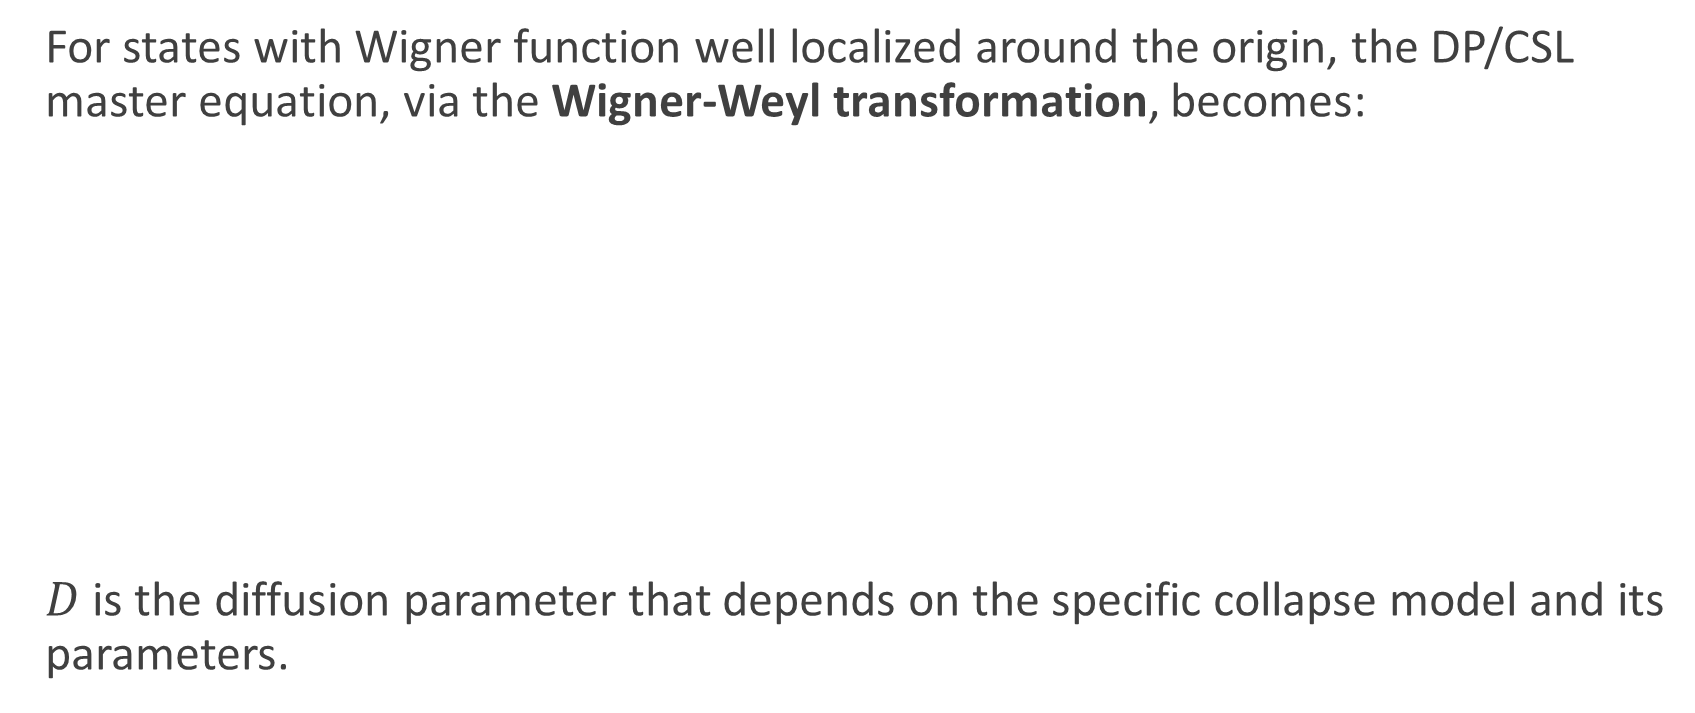 For states with Wigner function well localized around the origin, the DP/CSL
master equation, via the Wigner-Weyl transformation, becomes:
D is the diffusion parameter that depends on the specific collapse model and its
parameters.